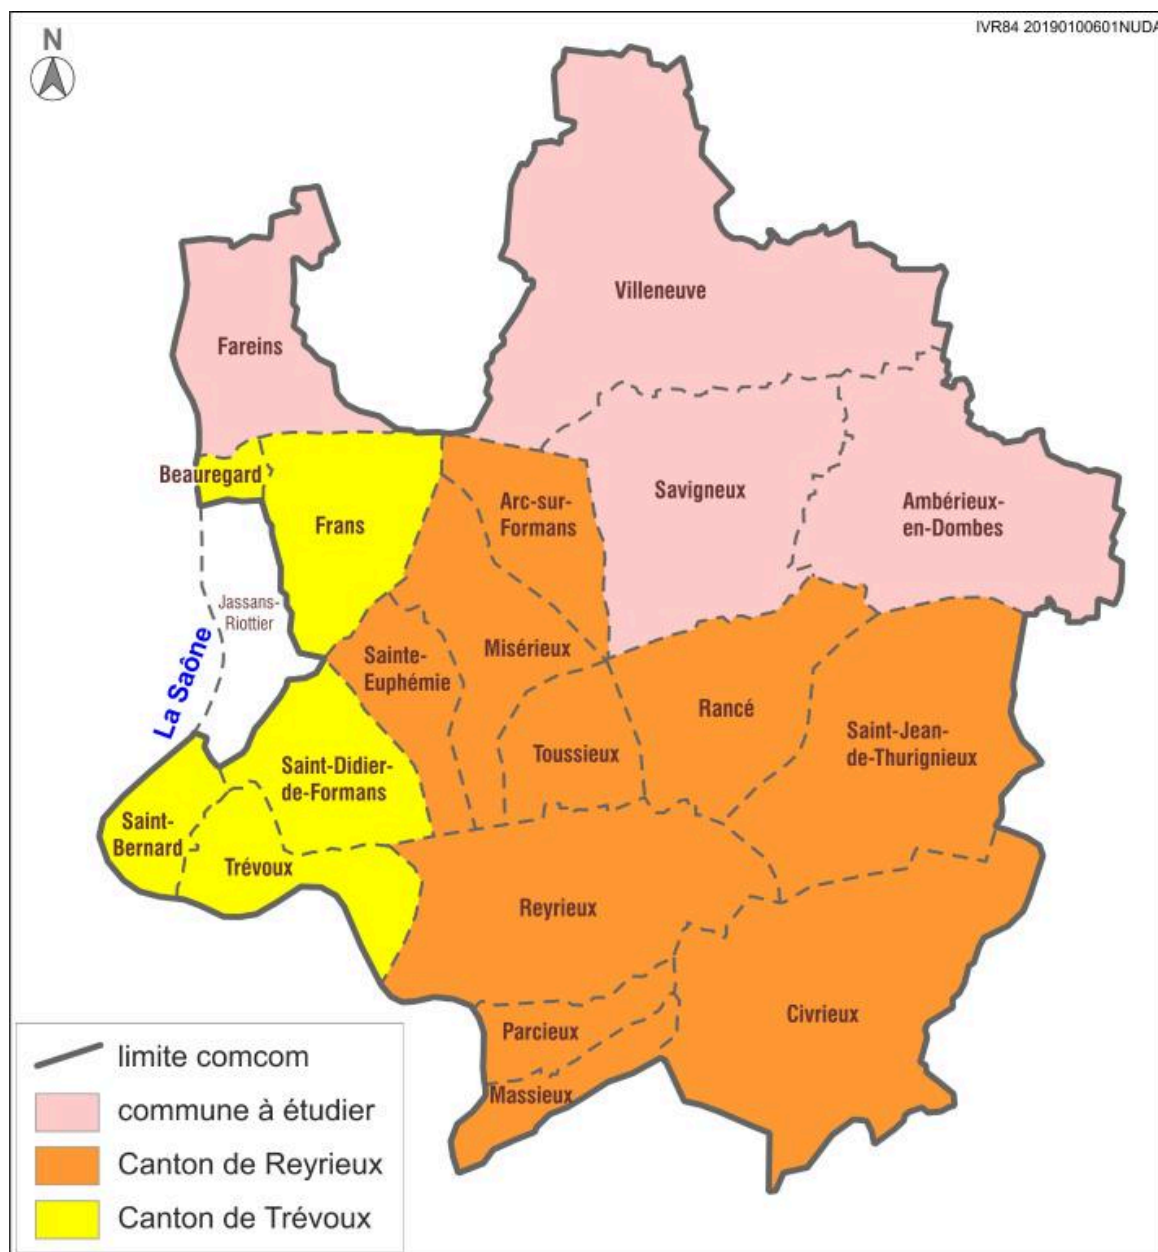 IVR84 20190100601NUDA
N
Villeneuve
Fareins
Beauregard
Savigneux
Arc-sur-
Formans
Ambérieux-
en-Dombes
Frans
Jassans-
Riottier
La Saône
Misérieux
Sainte-
Euphémie
Rancé
Toussieux
Saint-Jean-
de-Thurignieux
Saint-Didier-
de-Formans
Saint-
Bernard
Trévoux
Reyrieux
Civrieux
Parcieux
Massieux
limite comcom
commune à étudier
Canton de Reyrieux
Canton de Trévoux